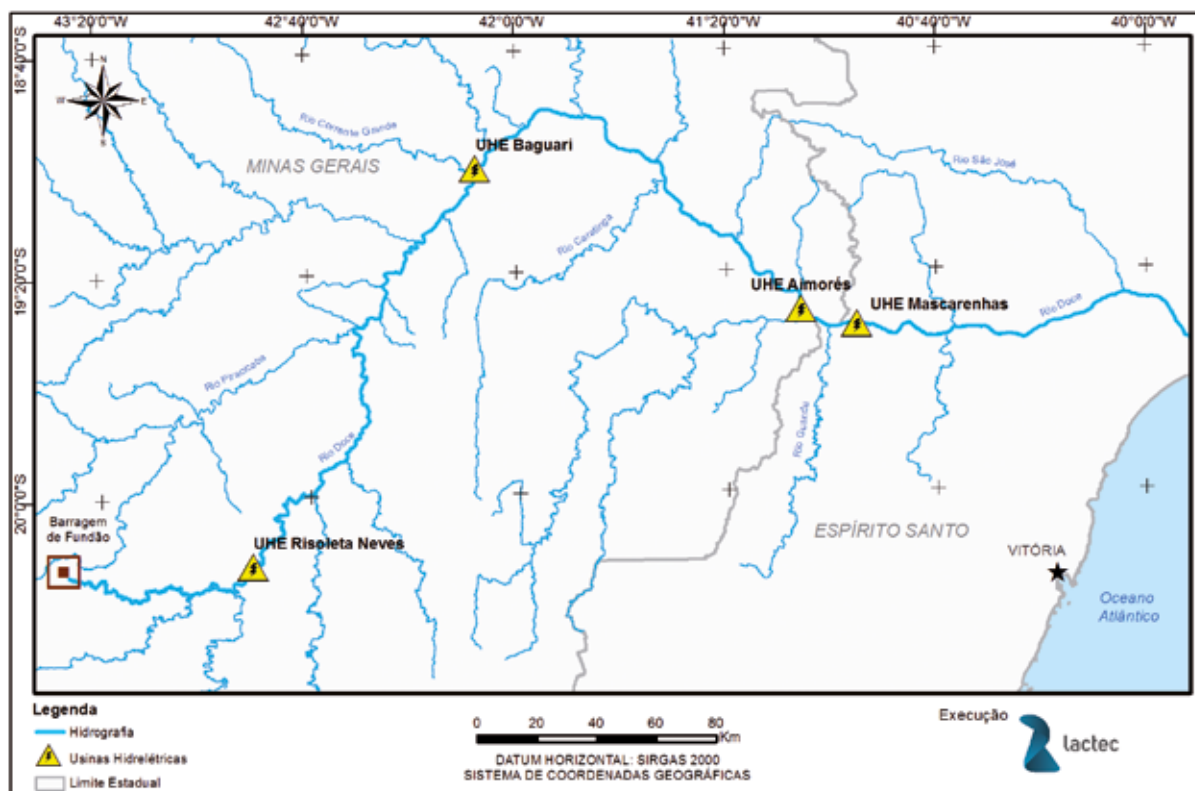 43°20'0"W 42°40'0"W 42°0'0"W 41°20'0"W 40°40'0"W 40°0'0"W
18°40'0"S
N
W E
S
Rio Corrente Grande
UHE Baguari
MINAS GERAIS
Rio São José
Rio Caratinga
19°20'0"S
UHE Aimorés
UHE Mascarenhas
Rio Doce
Rio Piracicaba
Rio Guandu
Rio Doce
20°0'0"S
Barragem
de Fundão
UHE Risoleta Neves
ESPÍRITO SANTO
VITÓRIA
Oceano
Atlântico
Legenda
Hidrografia
Usinas Hidrelétricas
Limite Estadual
0 20 40 60 80
Km
DATUM HORIZONTAL: SIRGAS 2000
SISTEMA DE COORDENADAS GEOGRÁFICAS
Execução
lactec